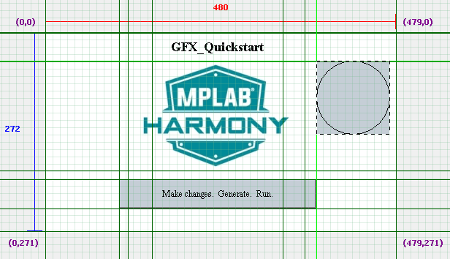 480
(0,0)
(479,0)
GFX_Quickstart
MPLAB®
HARMONY
272
Make changes. Generate. Run.
(0,271)
(479,271)